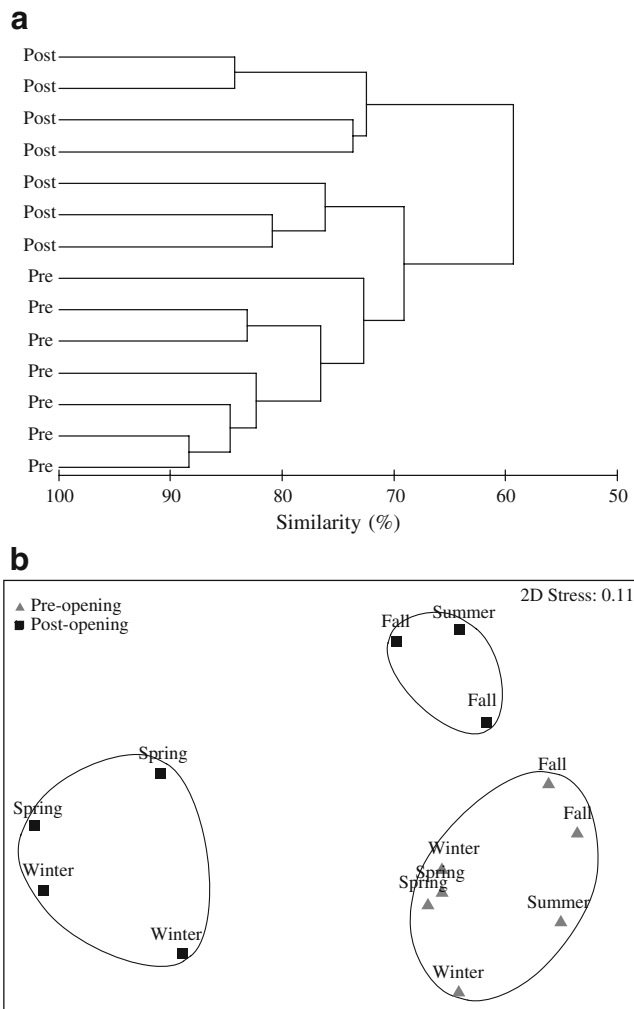 a
Post
Post
Post
Post
Post
Post
Post
Pre
Pre
Pre
Pre
Pre
Pre
Pre
100 90 80 70 60 50
Similarity (%)
b
Pre-opening
Post-opening
2D Stress: 0.11
Fall Summer
Fall
Spring
Fall
Spring
Fall
Winter
Winter
Spring
Spring
Summer
Winter
Winter